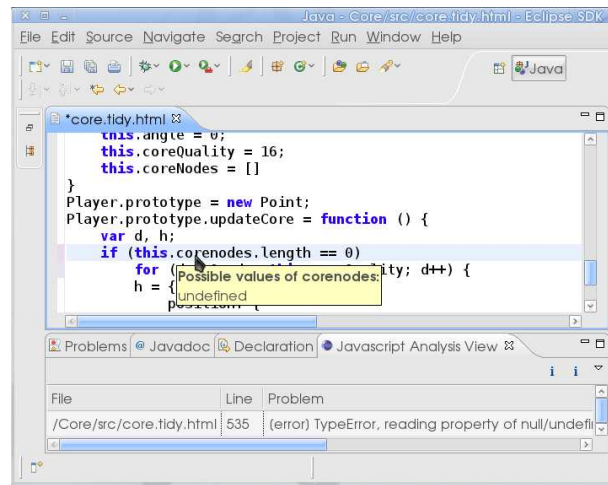 Java - Core/src/core.tidy.html - Eclipse SDK
File Edit Source Navigate Search Project Run Window Help
Java
*core.tidy.html
this.angle = 0;
this.coreQuality = 16;
this.coreNodes = []
}
Player.prototype = new Point;
Player.prototype.updateCore = function () {
var d, h;
if (this.corenodes.length == 0)
for ( ity; d++) {
Possible values of corenodes:
h = {
undefined
Problems @ Javadoc Declaration Javascript Analysis View
i i
File Line Problem
/Core/src/core.tidy.html 535 (error) TypeError, reading property of null/undefi